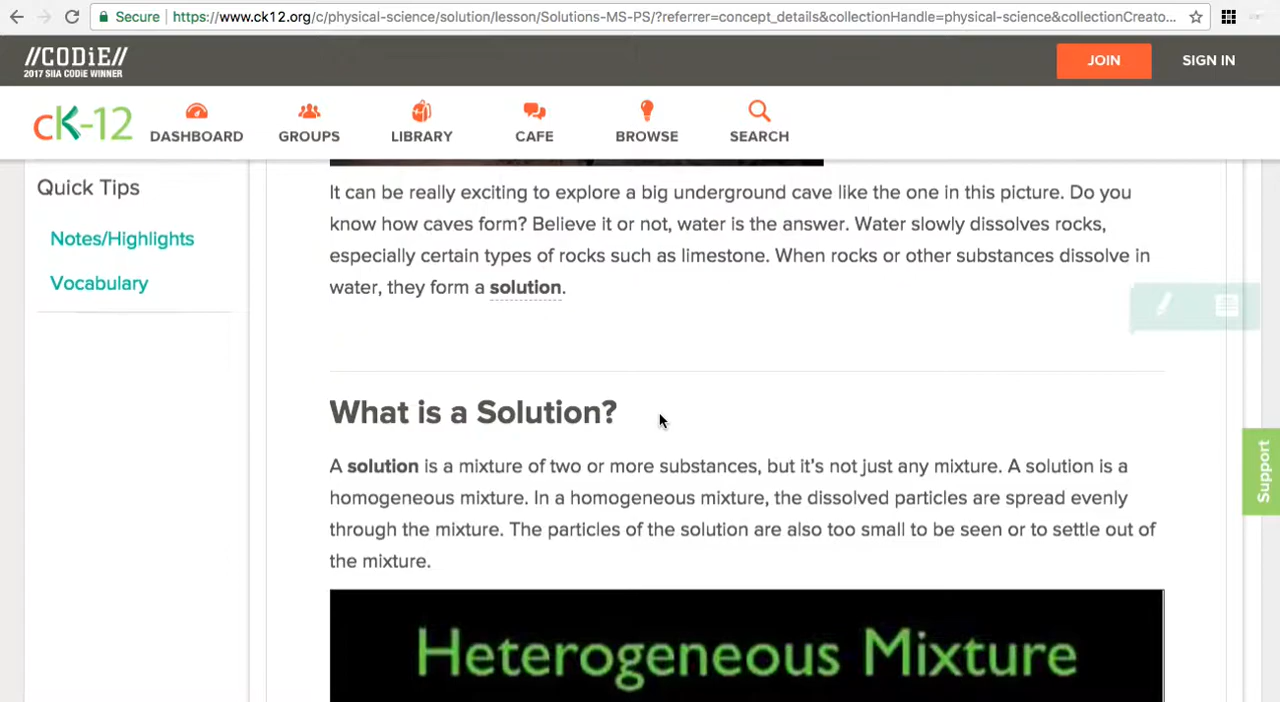 Secure https://www.ck12.org/c/physical-science/solution/lesson/Solutions-MS-PS/?referrer=concept_details&collectionHandle=physical-science&collectionCreato...
//CODiE//
2017 SIIA CODiE WINNER
JOIN
SIGN IN
cK-12
DASHBOARD
GROUPS
LIBRARY
CAFE
BROWSE
SEARCH
Quick Tips
Notes/Highlights
Vocabulary
It can be really exciting to explore a big underground cave like the one in this picture. Do you
know how caves form? Believe it or not, water is the answer. Water slowly dissolves rocks,
especially certain types of rocks such as limestone. When rocks or other substances dissolve in
water, they form a solution.
What is a Solution?
A solution is a mixture of two or more substances, but it's not just any mixture. A solution is a
homogeneous mixture. In a homogeneous mixture, the dissolved particles are spread evenly
through the mixture. The particles of the solution are also too small to be seen or to settle out of
the mixture.
Heterogeneous Mixture
Support